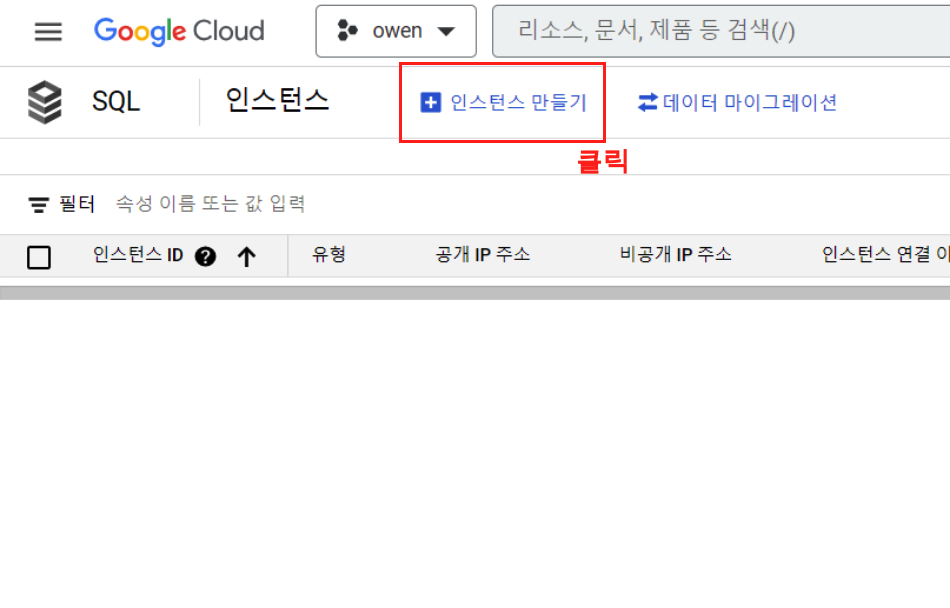 Google Cloud owen 리소스, 문서, 제품 등 검색(/)
SQL 인스턴스 인스턴스 만들기 데이터 마이그레이션
클릭
필터 속성 이름 또는 값 입력
인스턴스 ID 유형 공개 IP 주소 비공개 IP 주소 인스턴스 연결